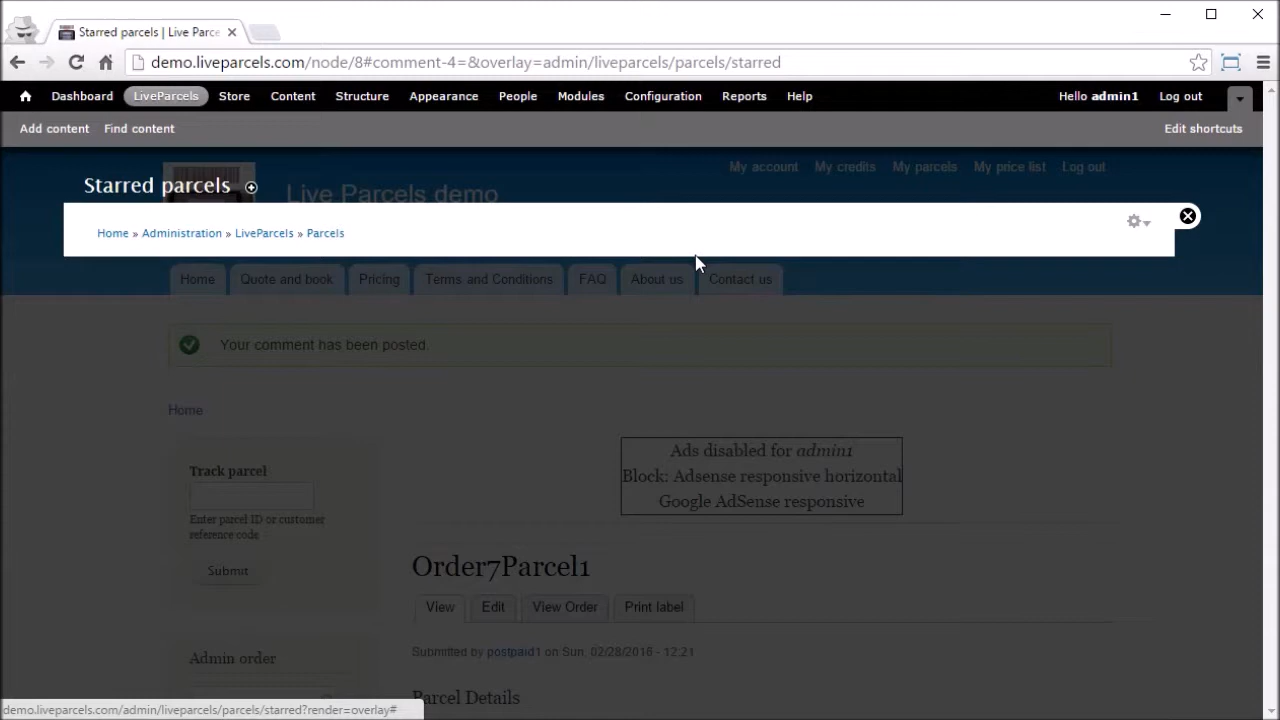 Starred parcels | Live Parce
demo.liveparcels.com/node/8#comment-4=&overlay=admin/liveparcels/parcels/starred
Dashboard LiveParcels Store Content Structure Appearance People Modules Configuration Reports Help Hello admin1 Log out
Add content Find content Edit shortcuts
My account My credits My parcels My price list Log out
Starred parcels
Live Parcels demo
Home » Administration » LiveParcels » Parcels
Home Quote and book Pricing Terms and Conditions FAQ About us Contact us
Your comment has been posted.
Home
Ads disabled for admin1
Block: Adsense responsive horizontal
Google AdSense responsive
Track parcel
Enter parcel ID or customer
reference code
Submit
Order7Parcel1
View Edit View Order Print label
Submitted by postpaid1 on Sun, 02/28/2016 - 12:21
Admin order
Parcel Details
demo.liveparcels.com/admin/liveparcels/parcels/starred?render=overlay#